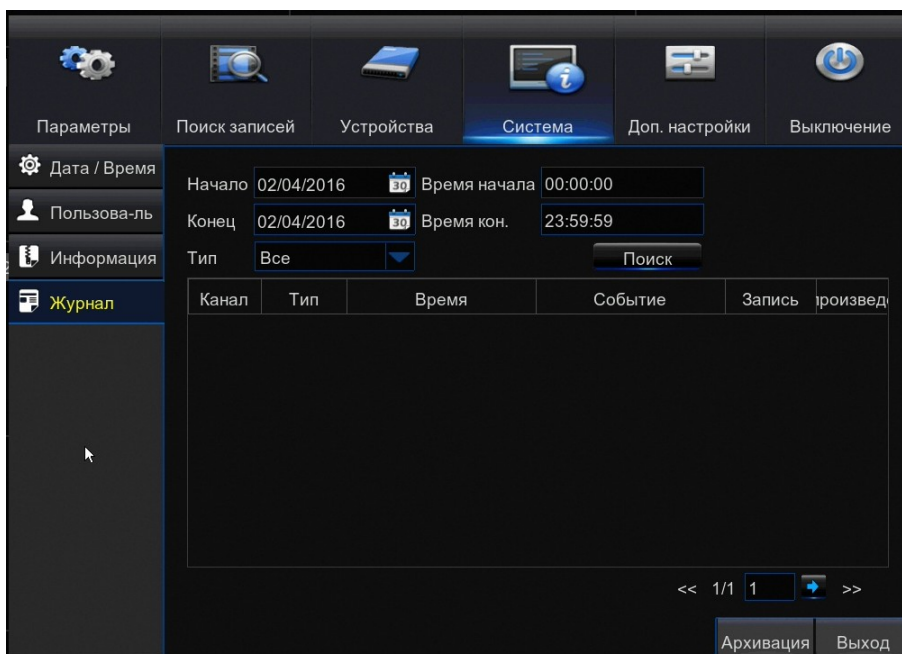 Параметры Поиск записей Устройства Система Доп. настройки Выключение
Дата / Время
Пользова-ль
Информация
Журнал
Начало 02/04/2016 30 Время начала 00:00:00
Конец 02/04/2016 30 Время кон. 23:59:59
Тип Все Поиск
Канал Тип Время Событие Запись произведе
<< 1/1 1 >>
Архивация Выход